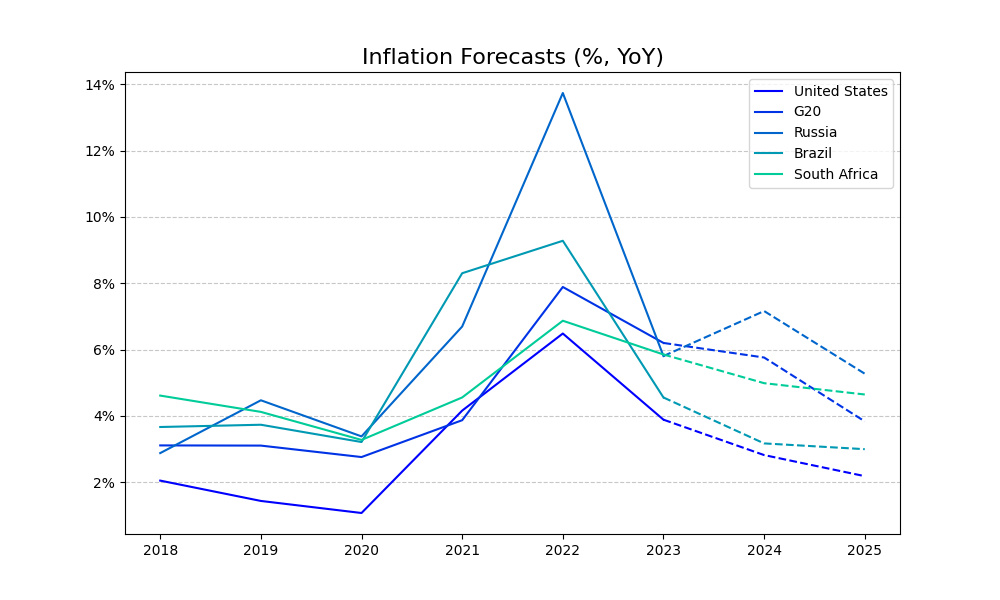 Inflation Forecasts (%, YoY)
14%
12%
10%
8%
6%
4%
2%
United States
G20
Russia
Brazil
South Africa
2018 2019 2020 2021 2022 2023 2024 2025